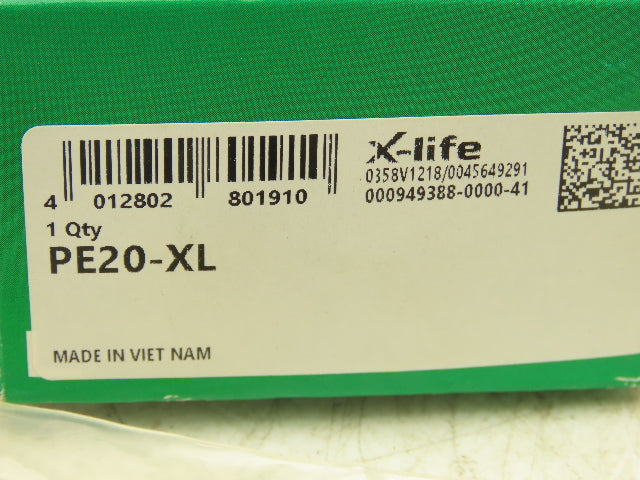 4 012802 801910
X-life
0358V1218/0045649291
000949388-0000-41
1 Qty
PE20-XL
MADE IN VIET NAM